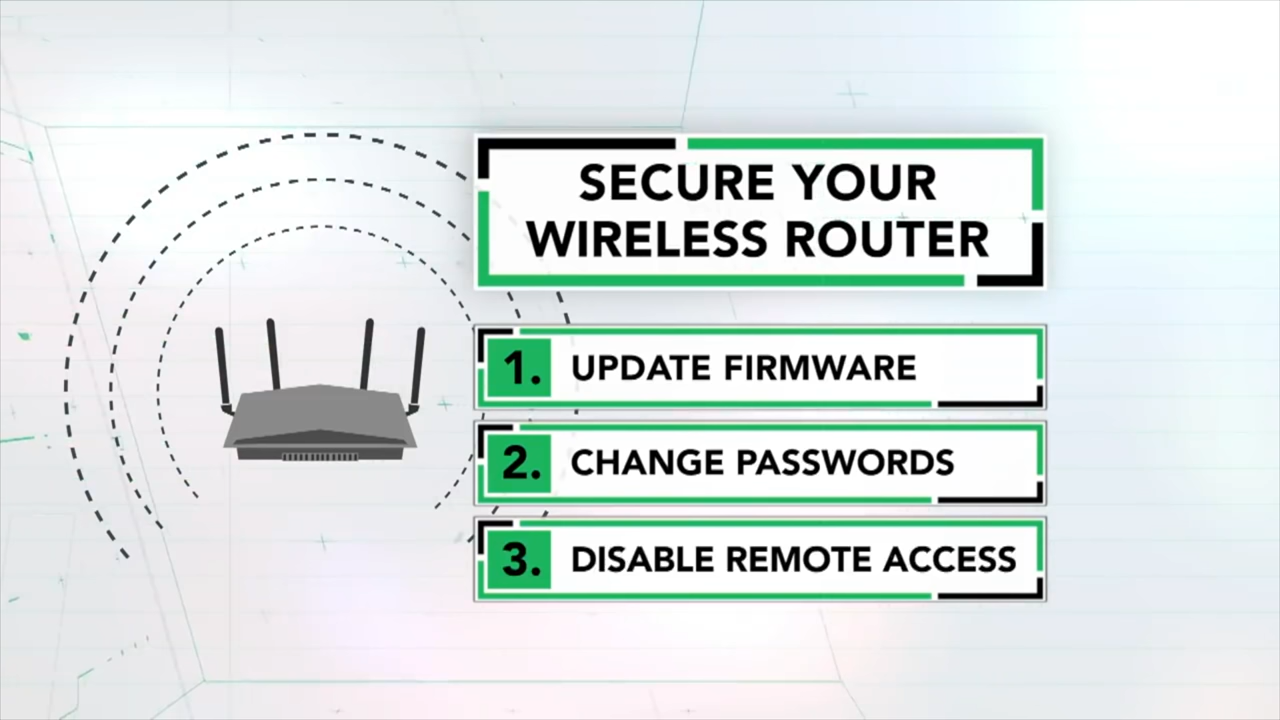 SECURE YOUR
WIRELESS ROUTER
1. UPDATE FIRMWARE
2. CHANGE PASSWORDS
3. DISABLE REMOTE ACCESS